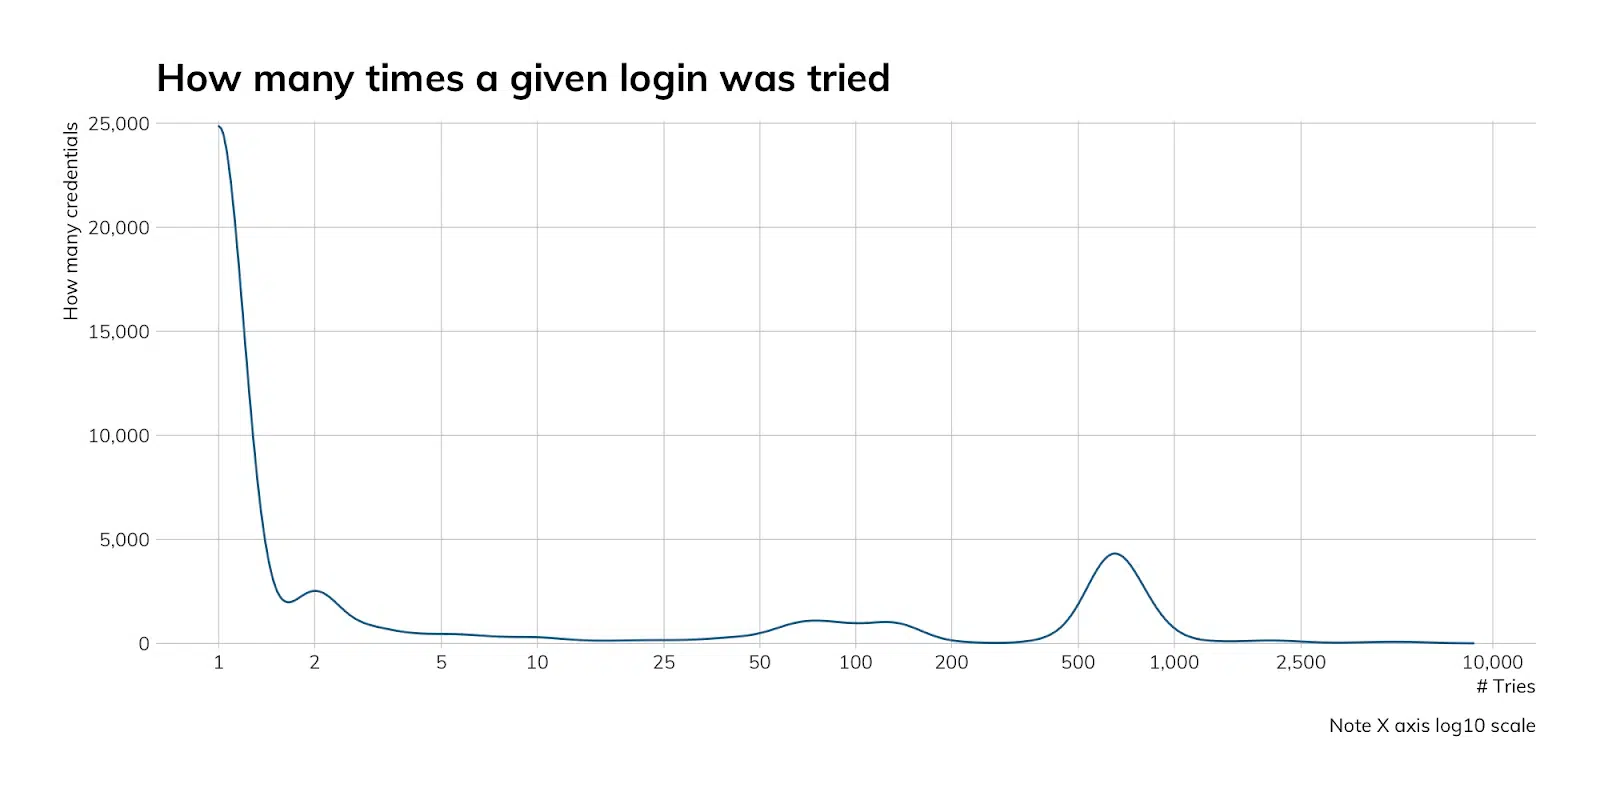 How many times a given login was tried
How many credentials
25,000
20,000
15,000
10,000
5,000
0
1 2 5 10 25 50 100 200 500 1,000 2,500 10,000
# Tries
Note X axis log10 scale